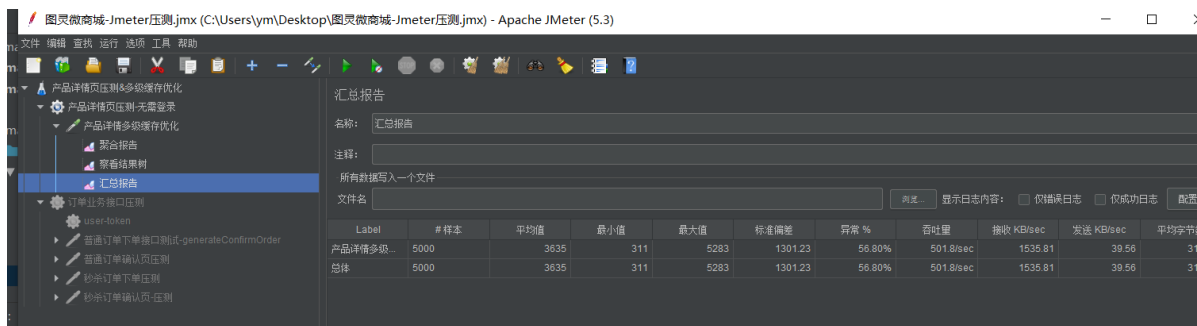 图灵微商城-Jmeter压测.jmx (C:\Users\ym\Desktop\图灵微商城-Jmeter压测.jmx) - Apache JMeter (5.3)
文件 编辑 查找 运行 选项 工具 帮助
产品详情页压测&多级缓存优化
产品详情页压测-无需登录
产品详情多级缓存优化
聚合报告
察看结果树
汇总报告
订单业务接口压测
user-token
普通订单下单接口测试-generateConfirmOrder
普通订单确认页压测
秒杀订单下单压测
秒杀订单确认页-压测
汇总报告
名称: 汇总报告
注释:
所有数据写入一个文件
文件名 浏览... 显示日志内容: 仅错误日志 仅成功日志 配置
Label # 样本 平均值 最小值 最大值 标准偏差 异常 % 吞吐量 接收 KB/sec 发送 KB/sec 平均字节
产品详情多级... 5000 3635 311 5283 1301.23 56.80% 501.8/sec 1535.81 39.56 31
总体 5000 3635 311 5283 1301.23 56.80% 501.8/sec 1535.81 39.56 31